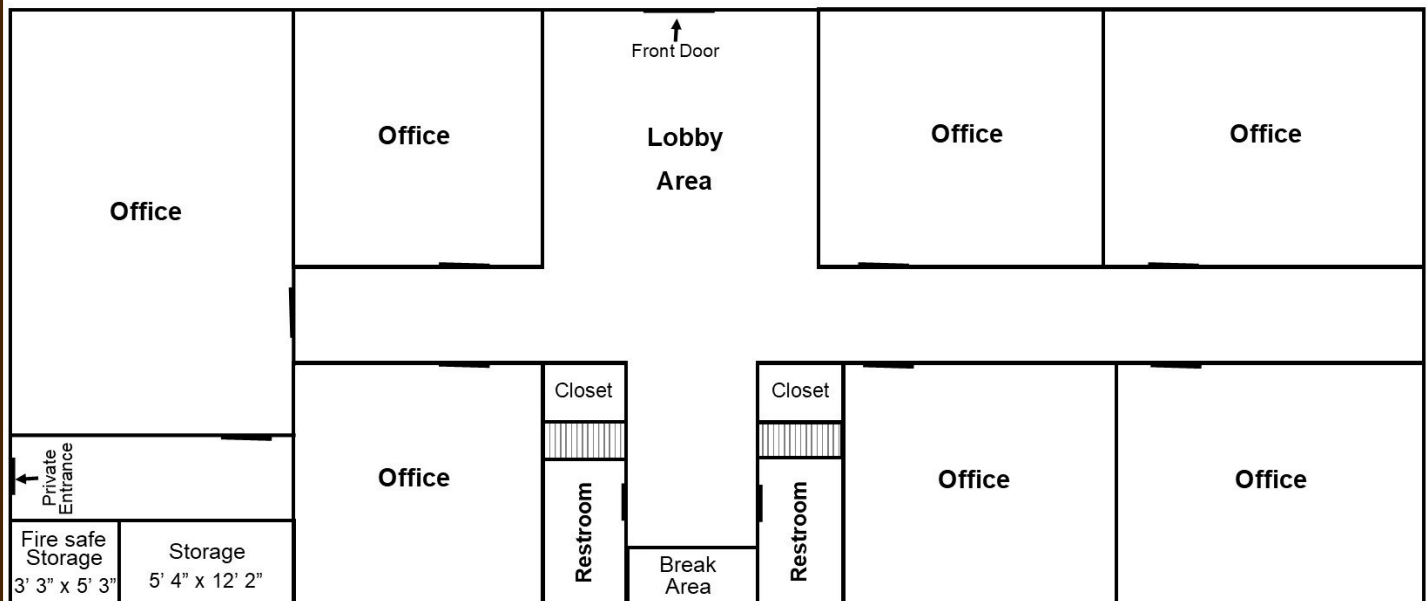 Front Door
Office
Office
Lobby
Area
Office
Office
Closet
Closet
Private
Entrance
Office
Restroom
Restroom
Office
Office
Fire safe
Storage
3' 3” x 5' 3”
Storage
5' 4” x 12' 2”
Break
Area